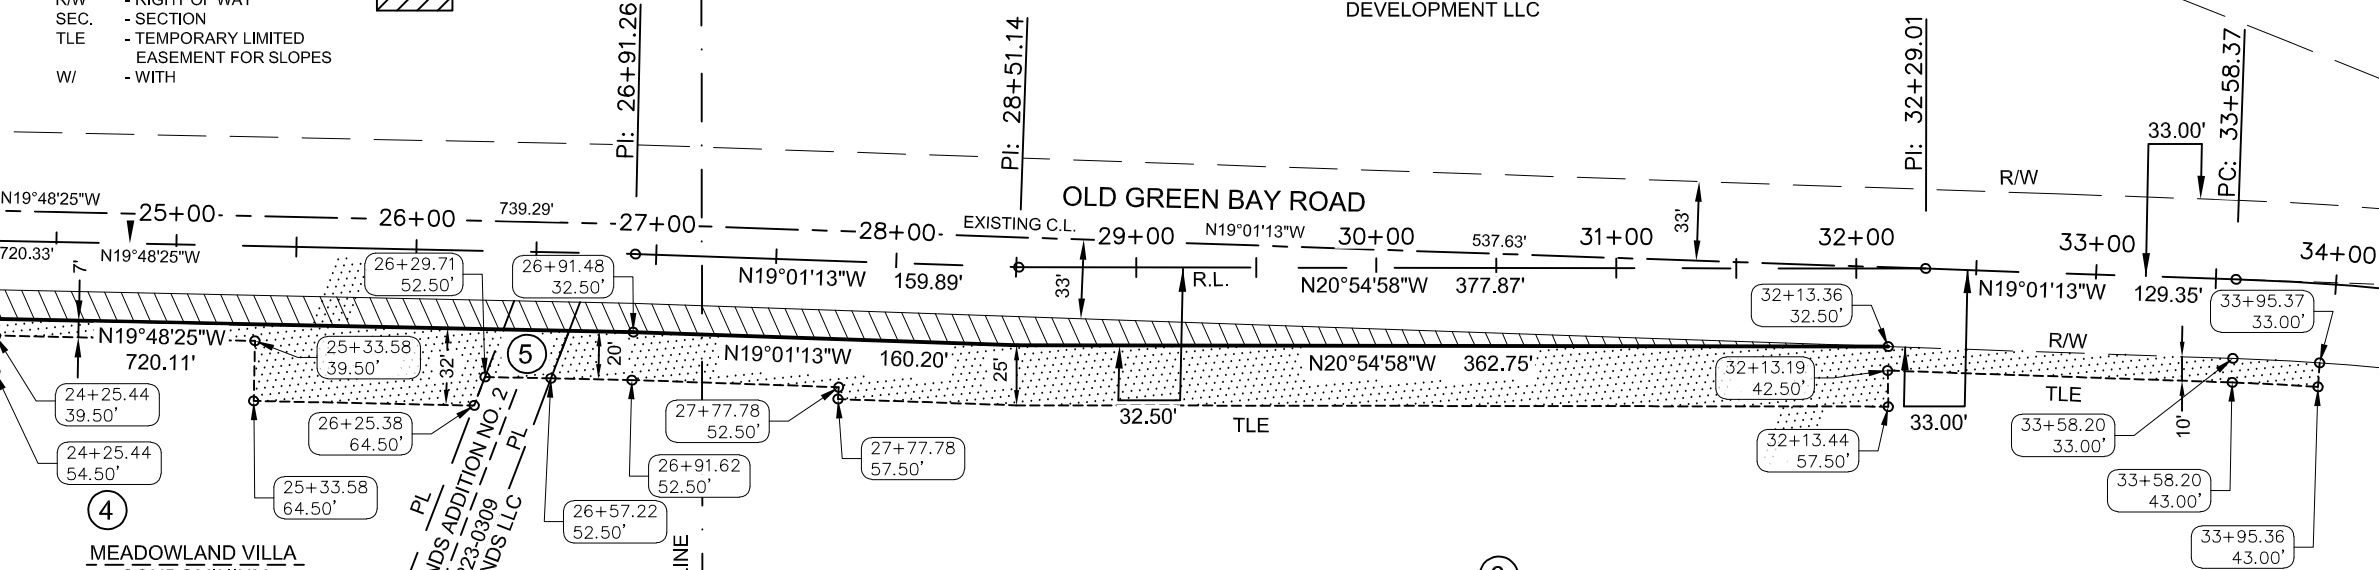 R/W - RIGHT OF WAY
SEC. - SECTION
TLE - TEMPORARY LIMITED
EASEMENT FOR SLOPES
W/ - WITH
DEVELOPMENT LLC
PI: 26+91.26
PI: 28+51.14
PI: 32+29.01
PC: 33+58.37
33.00'
R/W
OLD GREEN BAY ROAD
33'
N19°48'25"W
25+00
26+00
739.29'
27+00
28+00
EXISTING C.L.
29+00
N19°01'13"W
30+00
537.63'
31+00
32+00
33+00
34+00
720.33'
N19°48'25"W
7'
26+29.71
52.50'
26+91.48
32.50'
N19°01'13"W 159.89'
33'
R.L.
N20°54'58"W 377.87'
32+13.36
32.50'
N19°01'13"W 129.35'
33+95.37
33.00'
N19°48'25"W
720.11'
25+33.58
39.50'
32'
5
20'
N19°01'13"W 160.20'
25'
N20°54'58"W 362.75'
32+13.19
42.50'
R/W
TLE
10'
24+25.44
39.50'
26+25.38
64.50'
27+77.78
52.50'
32.50'
TLE
33.00'
33+58.20
33.00'
24+25.44
54.50'
25+33.58
64.50'
26+91.62
52.50'
27+77.78
57.50'
32+13.44
57.50'
33+58.20
43.00'
26+57.22
52.50'
33+95.36
43.00'
4
PL
PL
NDS ADDITION NO. 2
23-0309
NDS LLC
LINE
MEADOWLAND VILLA